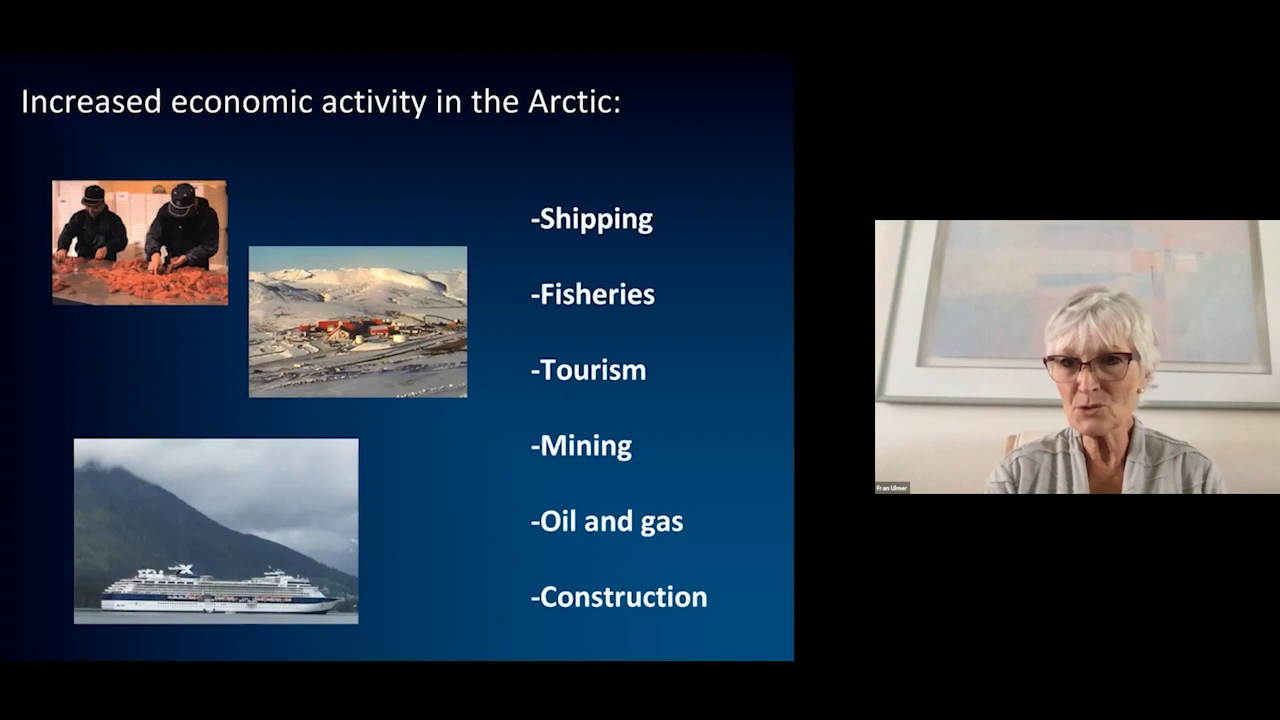 Increased economic activity in the Arctic:
-Shipping
-Fisheries
-Tourism
-Mining
-Oil and gas
-Construction
Fran Ulmer